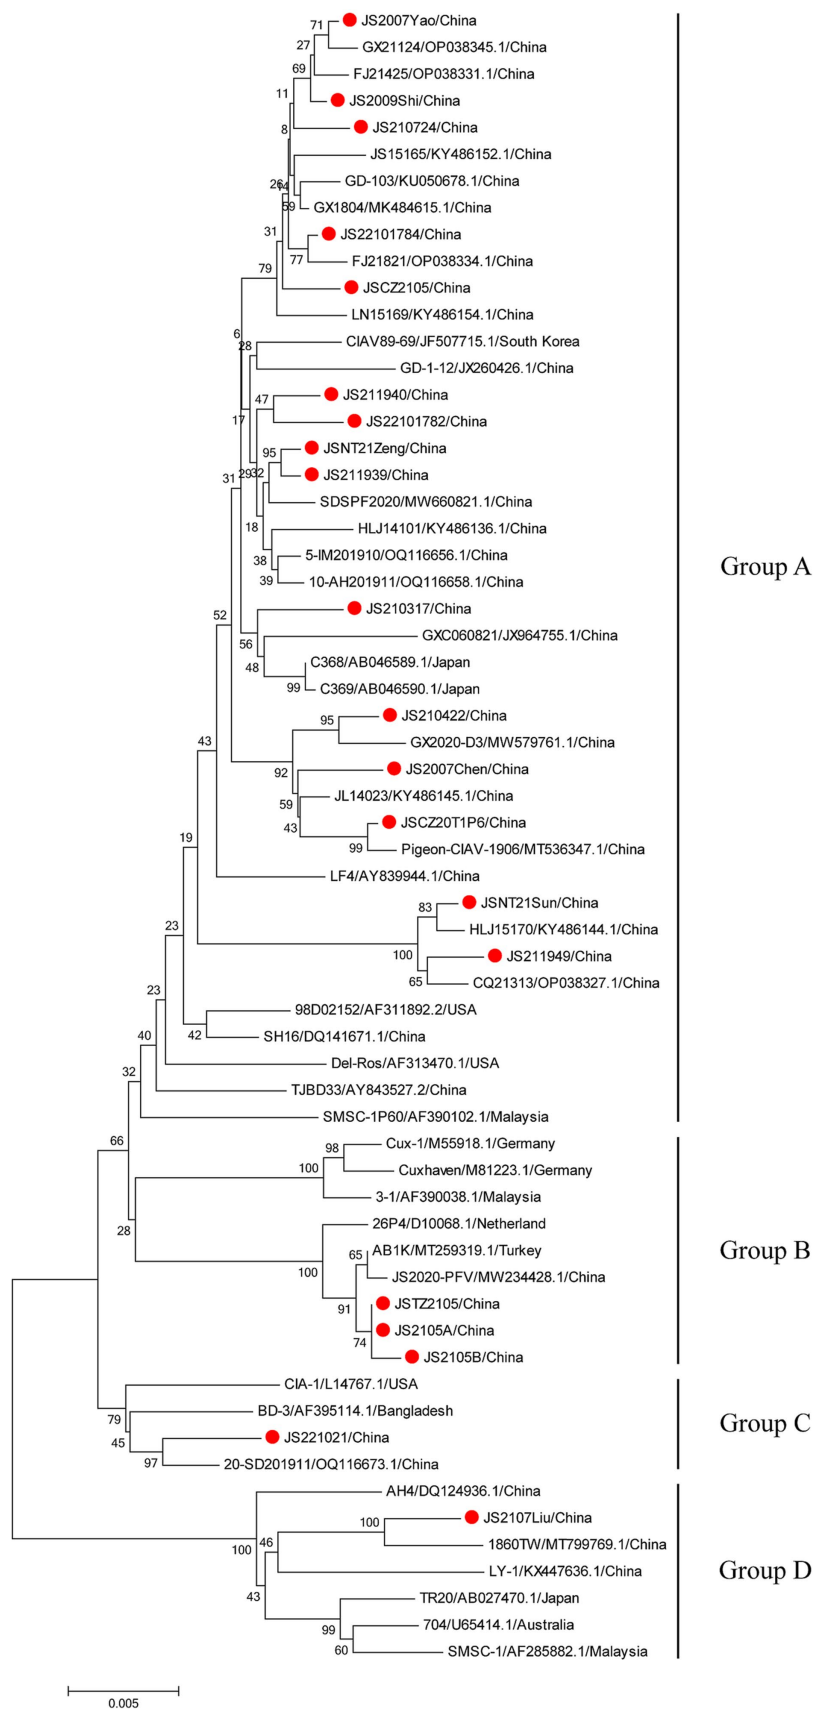 JS2007Yao/China
71
GX21124/OP038345.1/China
27
FJ21425/OP038331.1/China
69
JS2009Shi/China
11
JS210724/China
8
JS15165/KY486152.1/China
GD-103/KU050678.1/China
26
14
GX1804/MK484615.1/China
59
JS22101784/China
31
FJ21821/OP038334.1/China
77
79
JSCZ2105/China
LN15169/KY486154.1/China
6
CIAV89-69/JF507715.1/South Korea
28
GD-1-12/JX260426.1/China
JS211940/China
47
17
JS22101782/China
JSNT21Zeng/China
95
JS211939/China
31
29
32
SDSPF2020/MW660821.1/China
18
HLJ14101/KY486136.1/China
5-IM201910/OQ116656.1/China
38
10-AH201911/OQ116658.1/China
39
Group A
JS210317/China
52
GXC060821/JX964755.1/China
56
C368/AB046589.1/Japan
48
C369/AB046590.1/Japan
99
JS210422/China
95
GX2020-D3/MW579761.1/China
43
JS2007Chen/China
92
JL14023/KY486145.1/China
59
JSCZ20T1P6/China
43
Pigeon-CIAV-1906/MT536347.1/China
99
19
LF4/AY839944.1/China
JSNT21Sun/China
83
HLJ15170/KY486144.1/China
23
JS211949/China
100
CQ21313/OP038327.1/China
65
23
98D02152/AF311892.2/USA
SH16/DQ141671.1/China
42
40
Del-Ros/AF313470.1/USA
32
TJBD33/AY843527.2/China
SMSC-1P60/AF390102.1/Malaysia
66
Cux-1/M55918.1/Germany
98
Cuxhaven/M81223.1/Germany
100
3-1/AF390038.1/Malaysia
28
26P4/D10068.1/Netherland
AB1K/MT259319.1/Turkey
65
Group B
100
JS2020-PFV/MW234428.1/China
JSTZ2105/China
91
JS2105A/China
74
JS2105B/China
CIA-1/L14767.1/USA
79
BD-3/AF395114.1/Bangladesh
Group C
45
JS221021/China
97
20-SD201911/OQ116673.1/China
AH4/DQ124936.1/China
JS2107Liu/China
100
1860TW/MT799769.1/China
46
100
LY-1/KX447636.1/China
Group D
43
TR20/AB027470.1/Japan
704/U65414.1/Australia
99
SMSC-1/AF285882.1/Malaysia
60
0.005